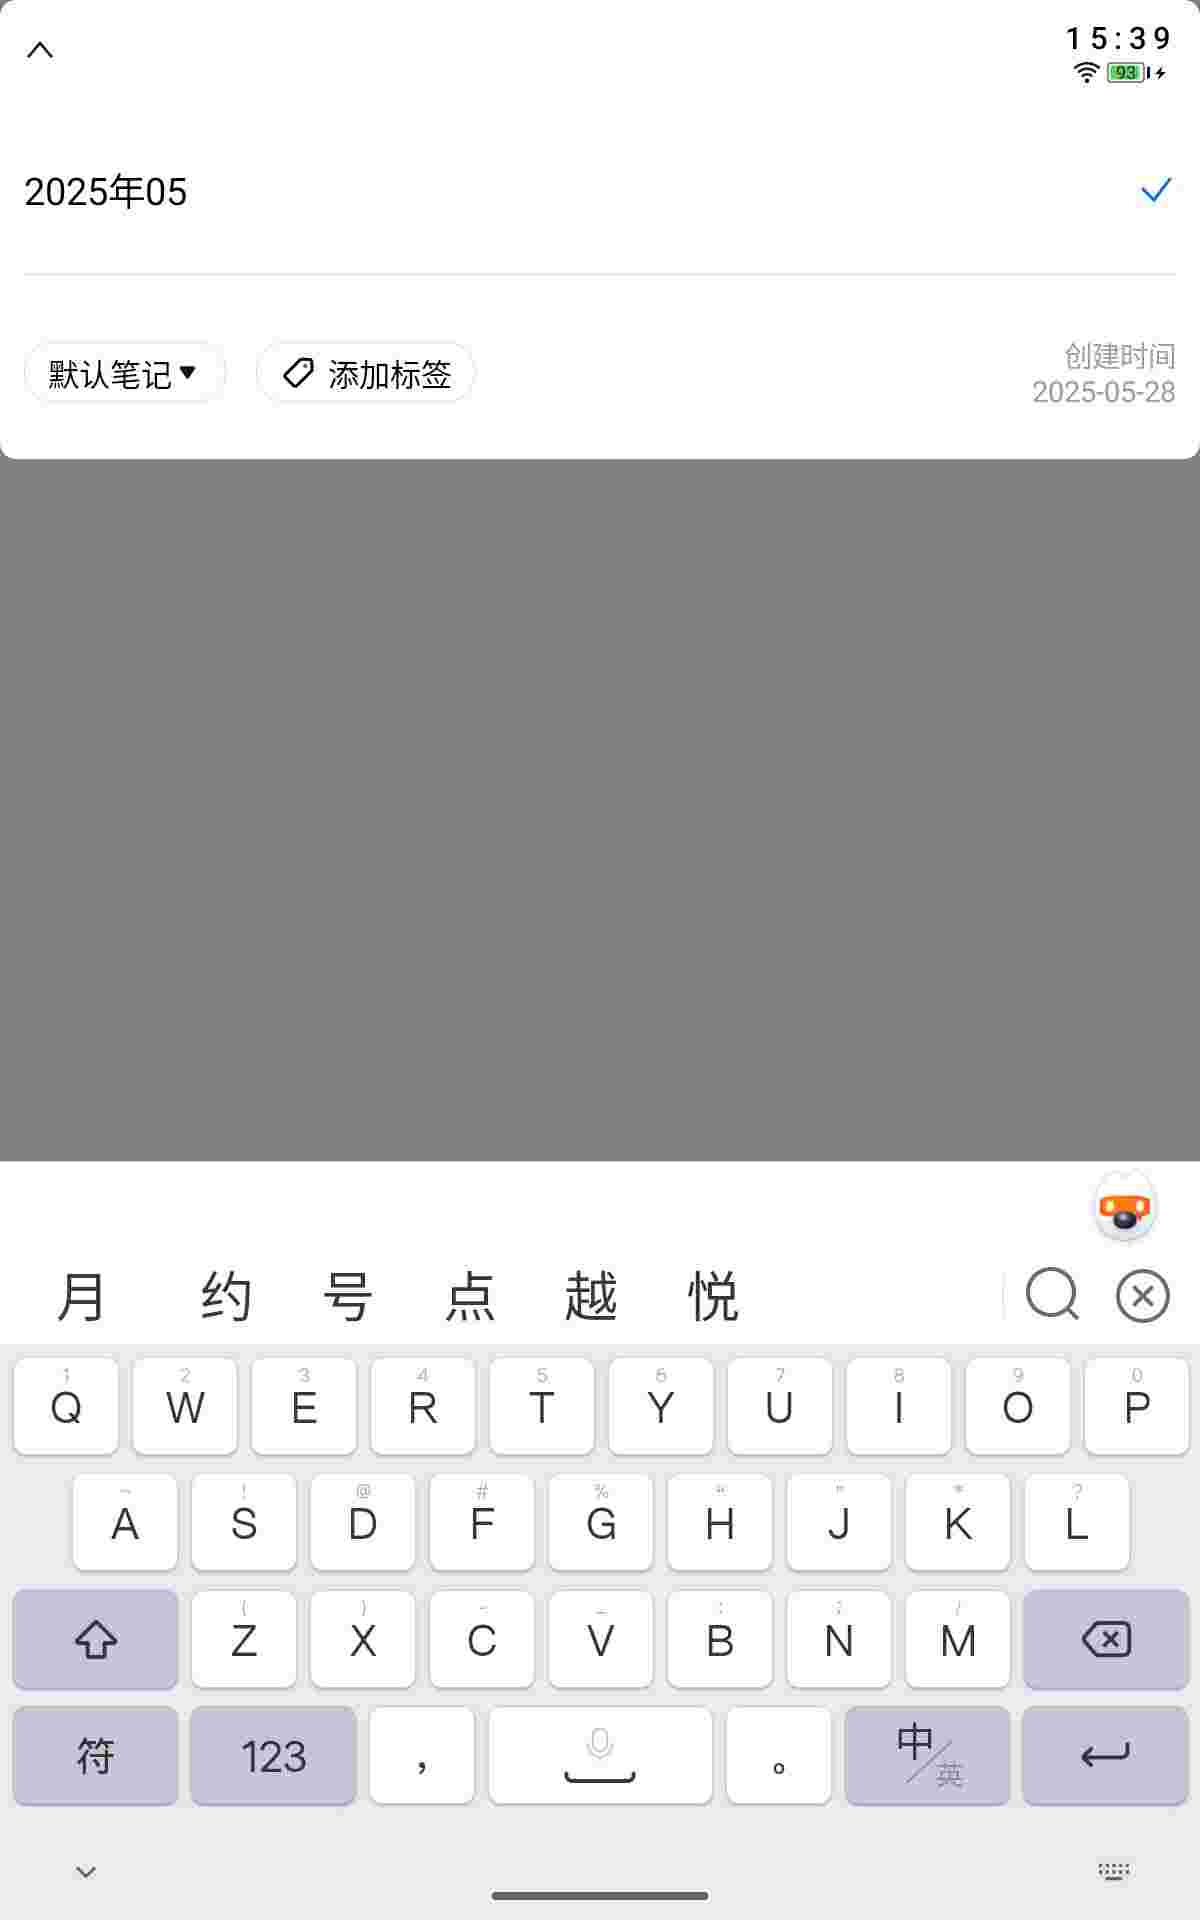 15:39
93
2025年05
默认笔记 添加标签
创建时间
2025-05-28
月 约 号 点 越 悦
1 2 3 4 5 6 7 8 9 0
Q W E R T Y U I O P
~ ! @ # % “ ” * ?
A S D F G H J K L
( ) - _ : ; /
Z X C V B N M
符 123 , 。 中/英